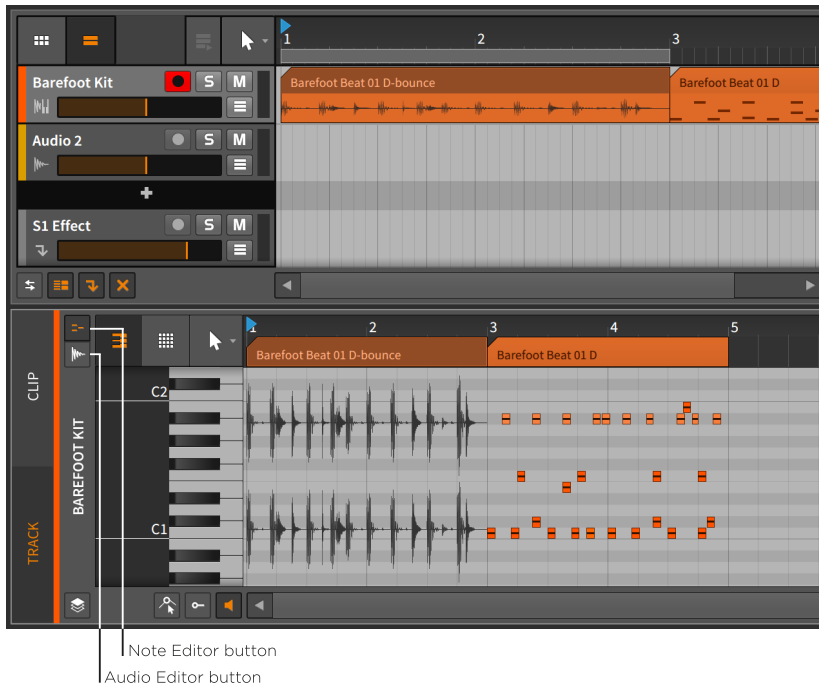 1 2 3
Barefoot Kit S M
Barefoot Beat 01 D-bounce Barefoot Beat 01 D
Audio 2 S M
S1 Effect S M
1 2 3 4 5
Barefoot Beat 01 D-bounce Barefoot Beat 01 D
CLIP
TRACK
BAREFOOT KIT
C2
C1
Note Editor button
Audio Editor button